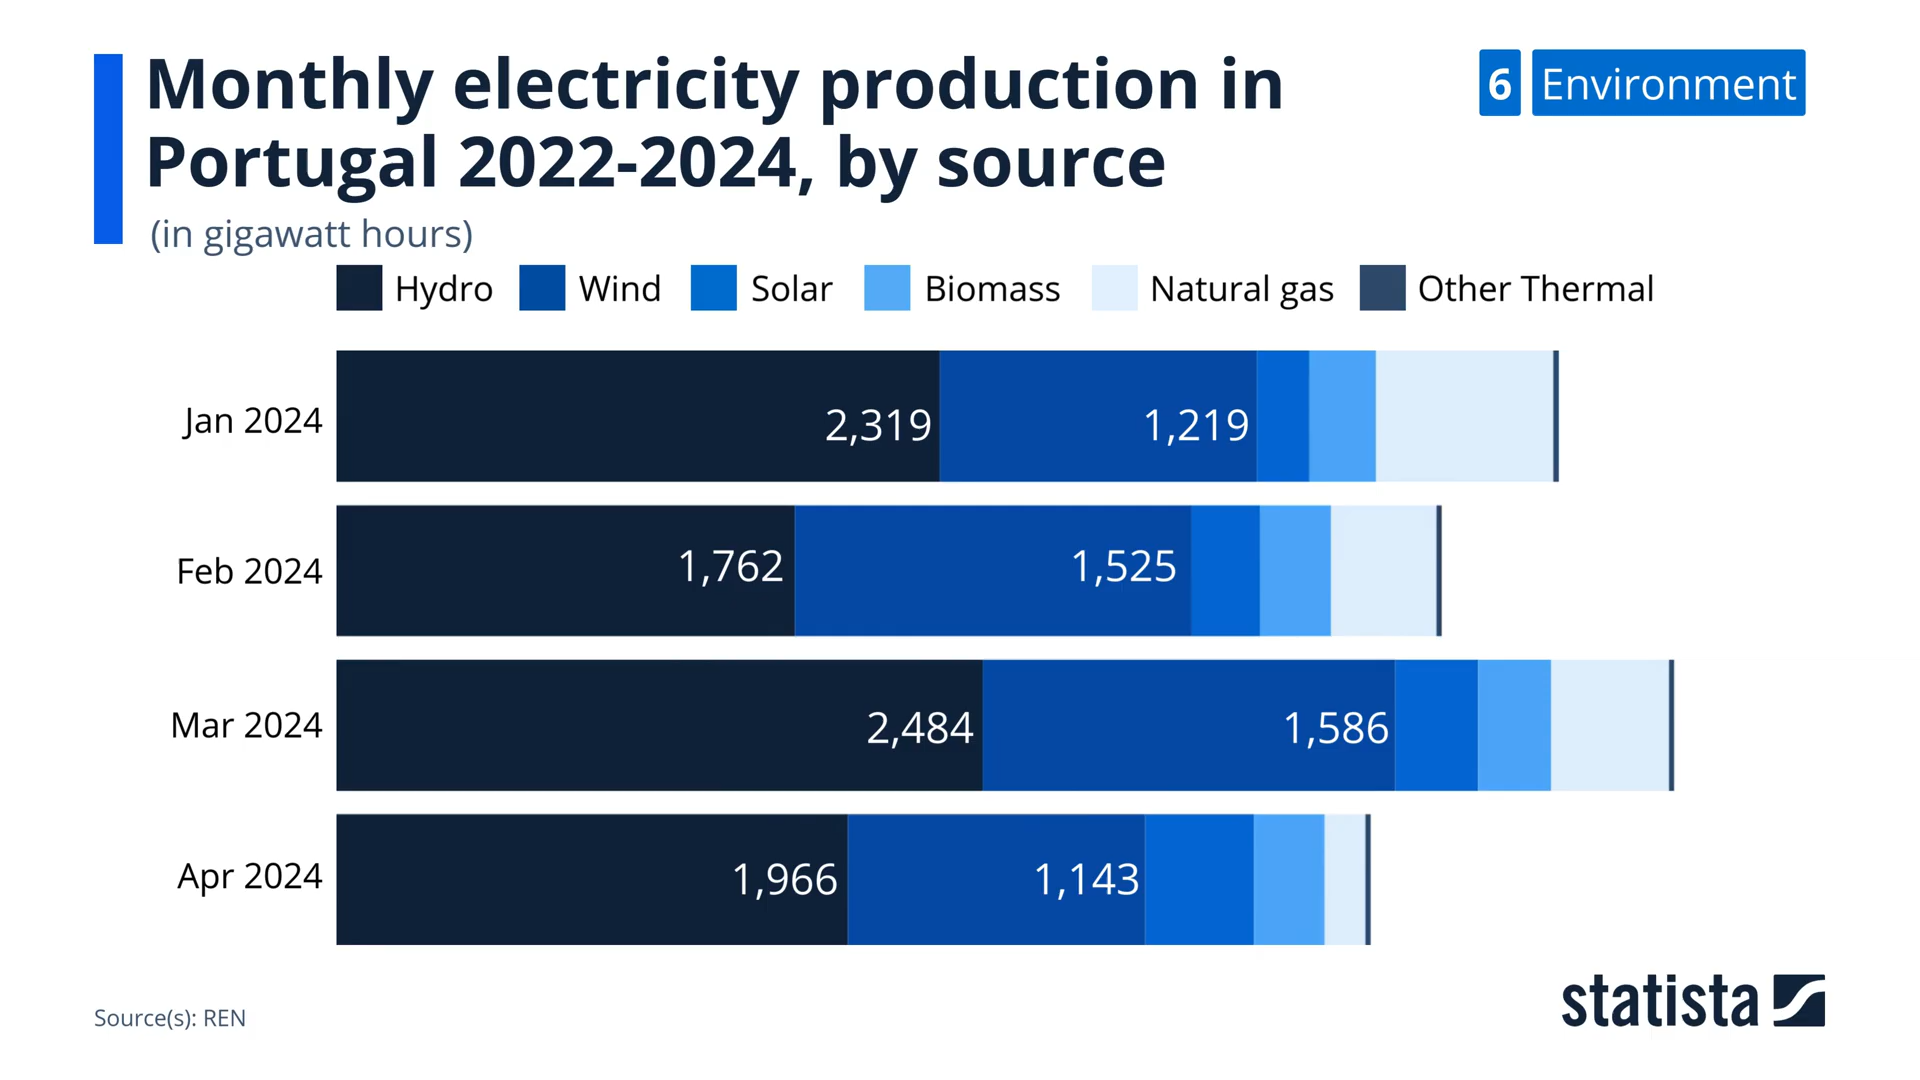 Monthly electricity production in
Portugal 2022-2024, by source
(in gigawatt hours)
6 Environment
Hydro Wind Solar Biomass Natural gas Other Thermal
Jan 2024 2,319 1,219
Feb 2024 1,762 1,525
Mar 2024 2,484 1,586
Apr 2024 1,966 1,143
Source(s): REN
statista